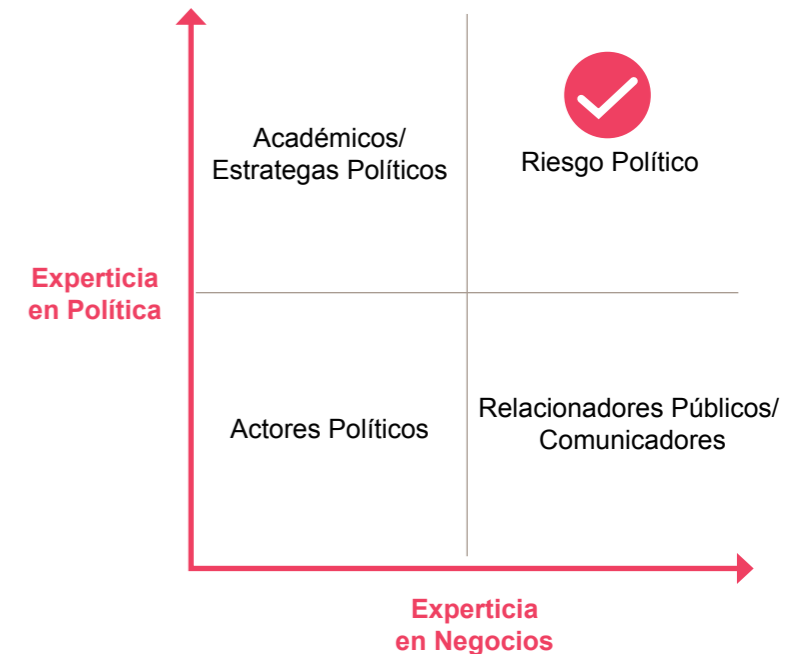 Académicos/
Estrategas Políticos
Riesgo Político
Experticia
en Política
Actores Políticos
Relacionadores Públicos/
Comunicadores
Experticia
en Negocios